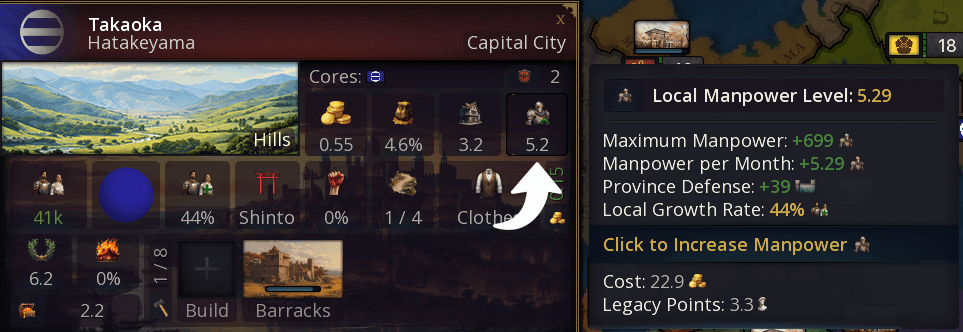 Takaoka
x
Hatakeyama
Capital City
Cores:
2
Hills
0.55
4.6%
3.2
5.2
41k
44%
Shinto
0%
1 / 4
Clothe
6.2
0%
1 / 8
2.2
Build
Barracks
18
Local Manpower Level: 5.29
Maximum Manpower: +699
Manpower per Month: +5.29
Province Defense: +39
Local Growth Rate: 44%
Click to Increase Manpower
Cost: 22.9
Legacy Points: 3.3